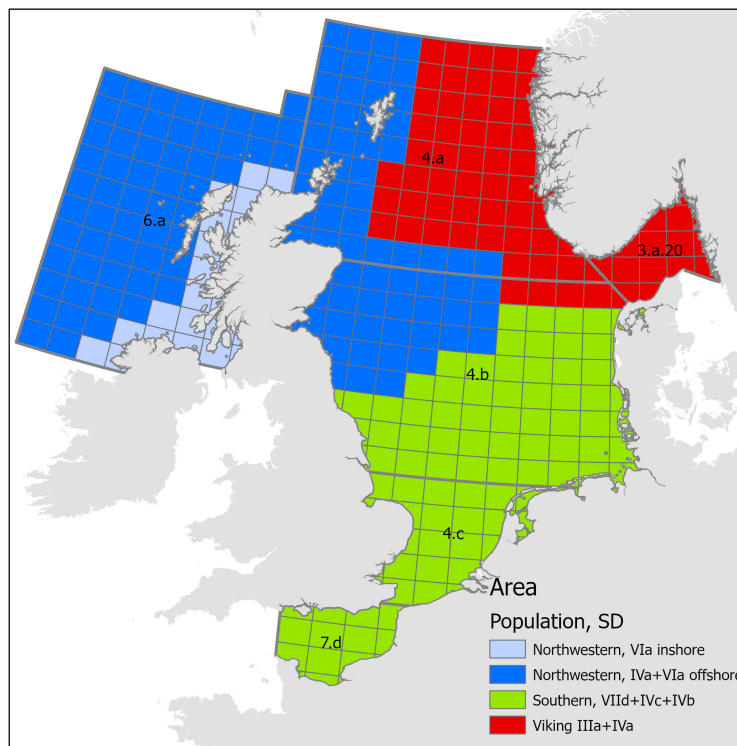 4.a
6.a
3.a.20
4.b
4.c
7.d
Area
Population, SD
Northwestern, VIa inshore
Northwestern, IVa+VIa offshore
Southern, VIId+IVc+IVb
Viking IIIa+IVa